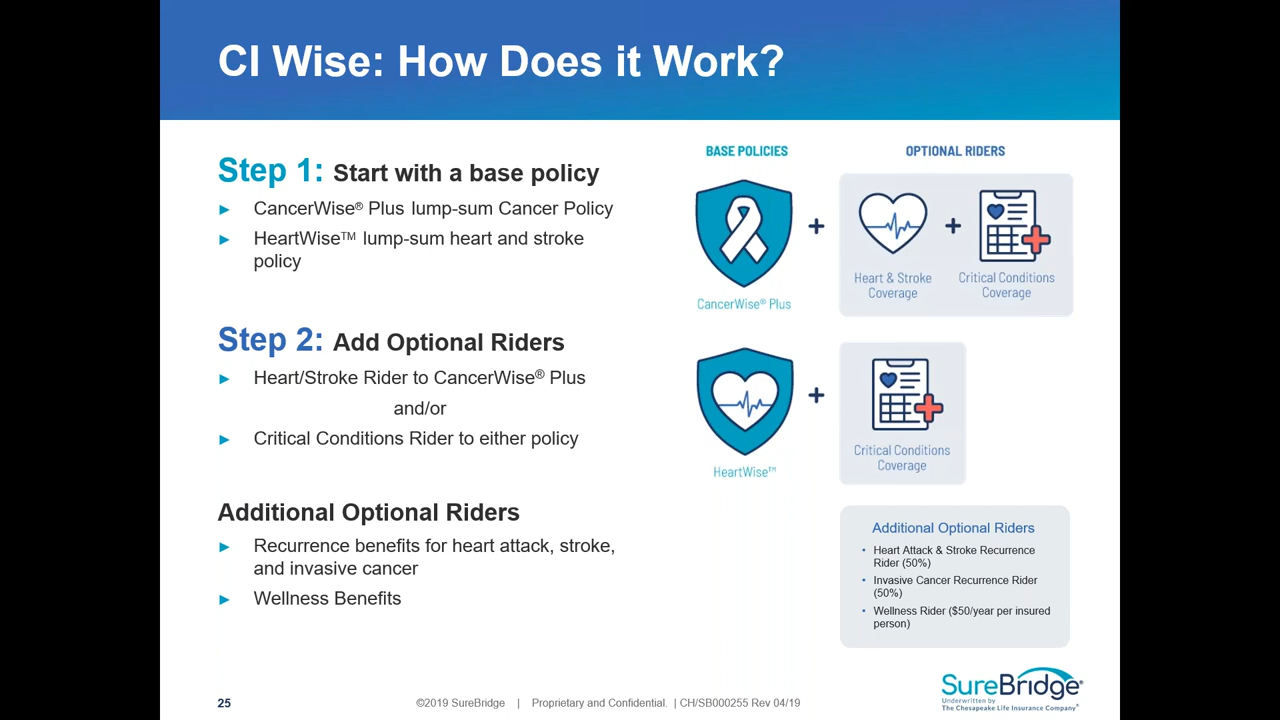 CI Wise: How Does it Work?
Step 1: Start with a base policy
► CancerWise® Plus lump-sum Cancer Policy
► HeartWise™ lump-sum heart and stroke
policy
Step 2: Add Optional Riders
► Heart/Stroke Rider to CancerWise® Plus
and/or
► Critical Conditions Rider to either policy
Additional Optional Riders
► Recurrence benefits for heart attack, stroke,
and invasive cancer
► Wellness Benefits
BASE POLICIES
OPTIONAL RIDERS
CancerWise® Plus
+
Heart & Stroke
Coverage
+
Critical Conditions
Coverage
HeartWise™
+
Critical Conditions
Coverage
Additional Optional Riders
• Heart Attack & Stroke Recurrence
Rider (50%)
• Invasive Cancer Recurrence Rider
(50%)
• Wellness Rider ($50/year per insured
person)
25
©2019 SureBridge | Proprietary and Confidential. | CH/SB000255 Rev 04/19
SureBridge®
Underwritten by
The Chesapeake Life Insurance Company®